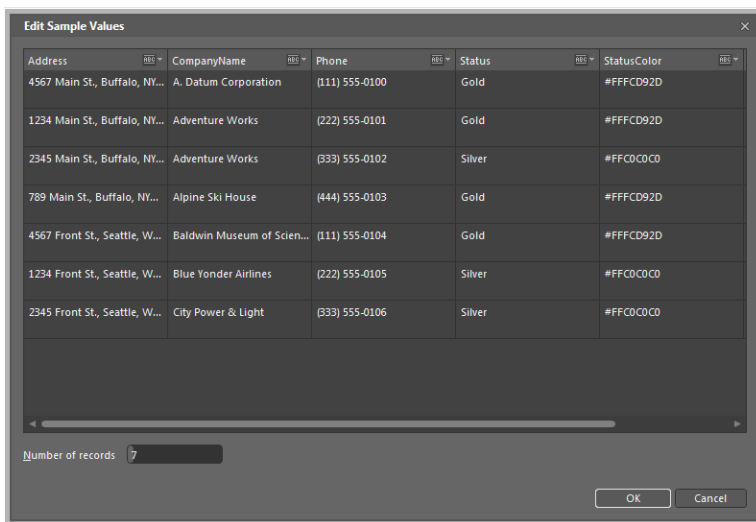 Edit Sample Values
Address CompanyName Phone Status StatusColor
4567 Main St., Buffalo, NY... A. Datum Corporation (111) 555-0100 Gold #FFFCD92D
1234 Main St., Buffalo, NY... Adventure Works (222) 555-0101 Gold #FFFCD92D
2345 Main St., Buffalo, NY... Adventure Works (333) 555-0102 Silver #FFC0C0C0
789 Main St., Buffalo, NY... Alpine Ski House (444) 555-0103 Gold #FFFCD92D
4567 Front St., Seattle, W... Baldwin Museum of Scien... (111) 555-0104 Gold #FFFCD92D
1234 Front St., Seattle, W... Blue Yonder Airlines (222) 555-0105 Silver #FFC0C0C0
2345 Front St., Seattle, W... City Power & Light (333) 555-0106 Silver #FFC0C0C0
Number of records 7
OK Cancel